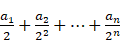 a₁/2 + a₂/2² + ⋯ + aₙ/2ⁿ